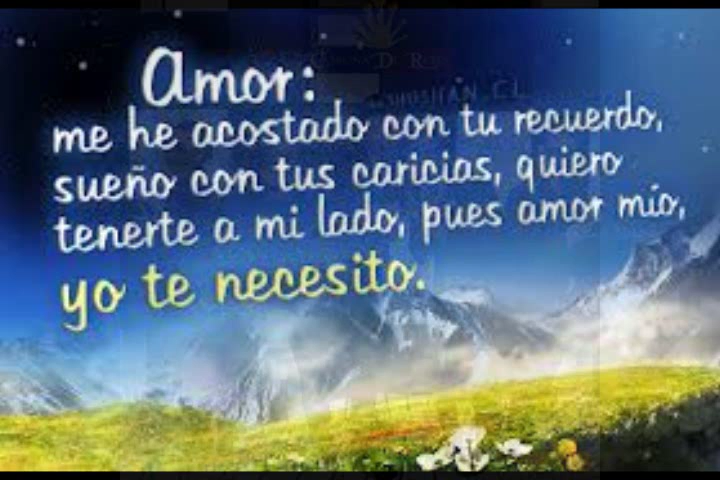 Amor:
me he acostado con tu recuerdo,
sueño con tus caricias, quiero
tenerte a mi lado, pues amor mío,
yo te necesito.